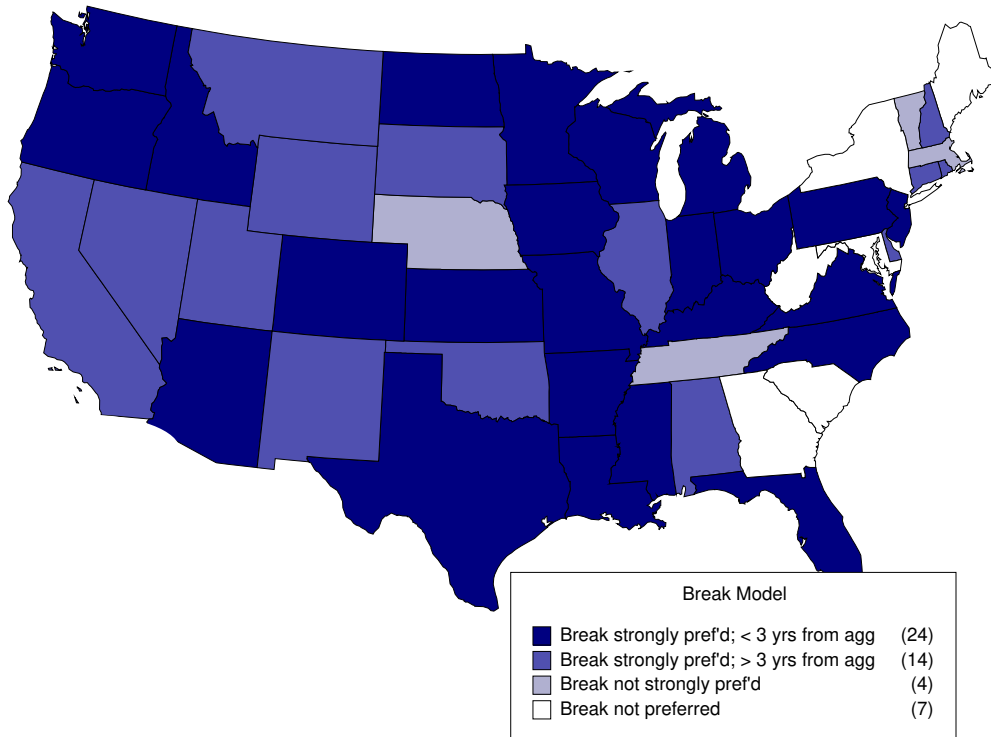 Break Model
Break strongly pref'd; < 3 yrs from agg (24)
Break strongly pref'd; > 3 yrs from agg (14)
Break not strongly pref'd (4)
Break not preferred (7)